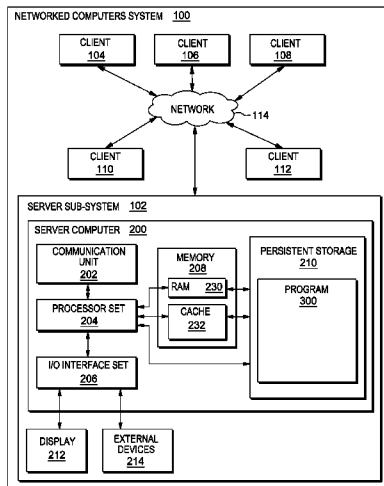 NETWORKED COMPUTERS SYSTEM 100
CLIENT
104
CLIENT
106
CLIENT
108
NETWORK
114
CLIENT
110
CLIENT
112
SERVER SUB-SYSTEM 102
SERVER COMPUTER 200
COMMUNICATION
UNIT
202
PROCESSOR SET
204
I/O INTERFACE SET
206
MEMORY
208
RAM 230
CACHE
232
PERSISTENT STORAGE
210
PROGRAM
300
DISPLAY
212
EXTERNAL
DEVICES
214